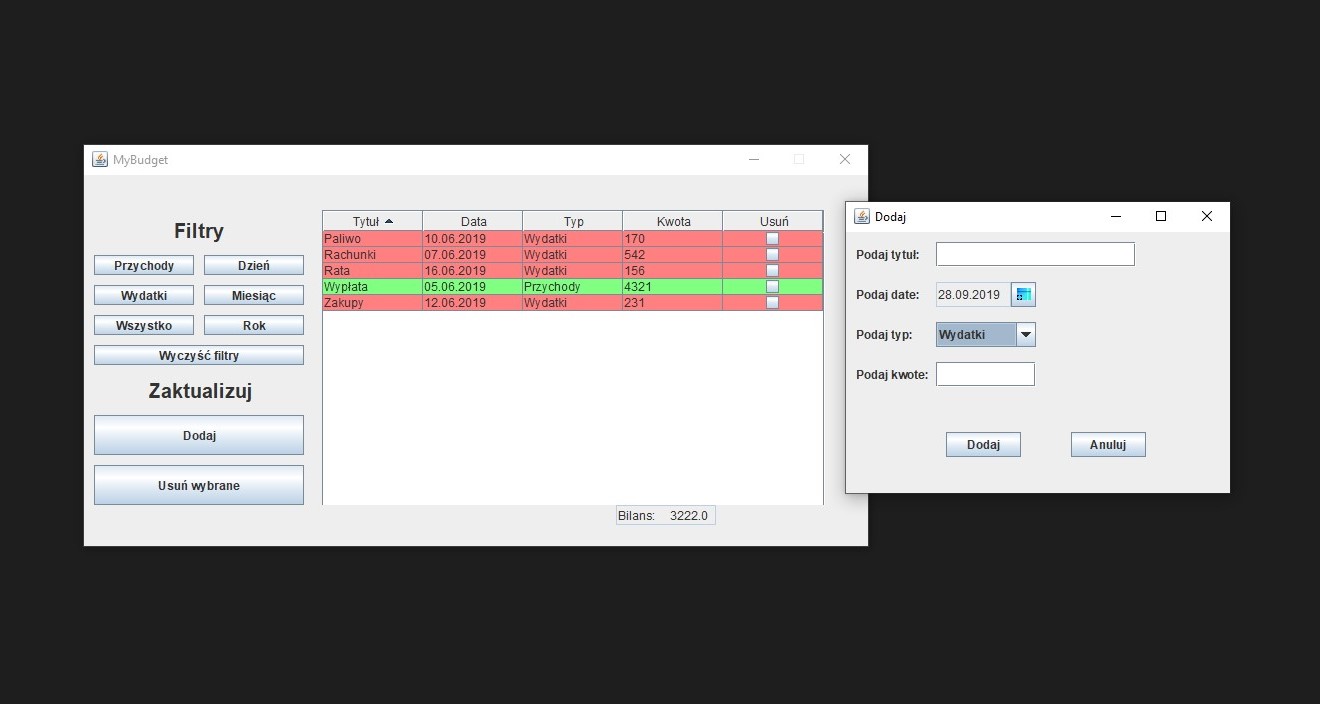 MyBudget
Filtry
Przychody Dzień
Wydatki Miesiąc
Wszystko Rok
Wyczyść filtry
Zaktualizuj
Dodaj
Usuń wybrane
Tytuł Data Typ Kwota Usuń
Paliwo 10.06.2019 Wydatki 170
Rachunki 07.06.2019 Wydatki 542
Rata 16.06.2019 Wydatki 156
Wypłata 05.06.2019 Przychody 4321
Zakupy 12.06.2019 Wydatki 231
Bilans: 3222.0
Dodaj
Podaj tytuł:
Podaj date: 28.09.2019
Podaj typ: Wydatki
Podaj kwote:
Dodaj Anuluj